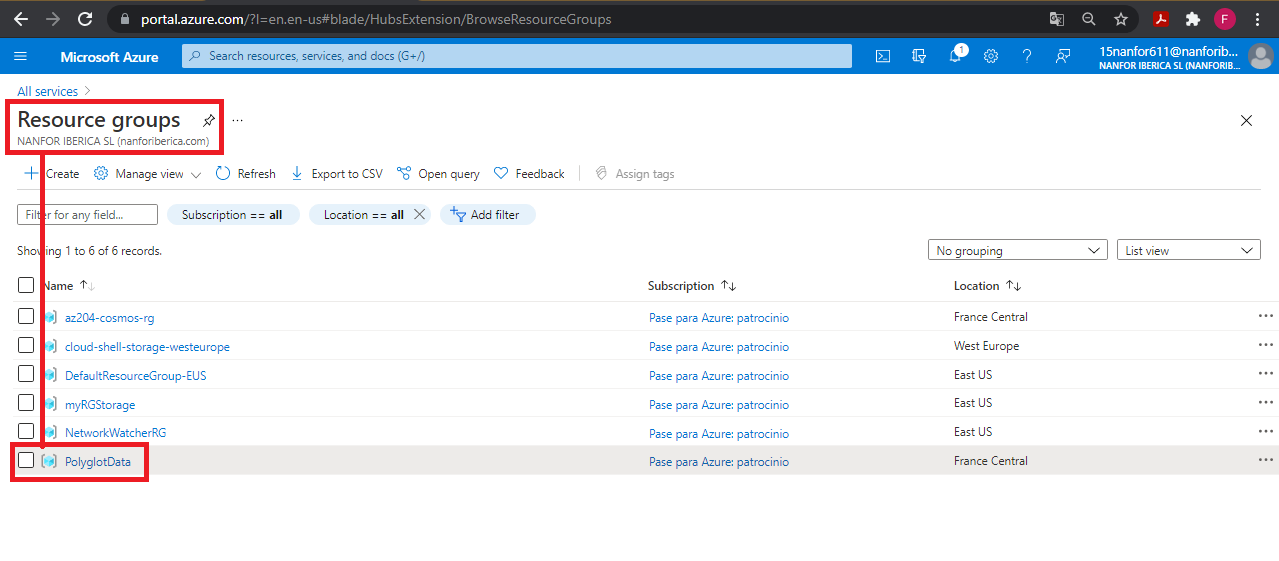 portal.azure.com/?l=en.en-us#blade/HubsExtension/BrowseResourceGroups
F
Microsoft Azure
Search resources, services, and docs (G+/)
1
15nanfor611@nanforib...
NANFOR IBERICA SL (NANFORIB...
All services
Resource groups
NANFOR IBERICA SL (nanforiberica.com)
Create
Manage view
Refresh
Export to CSV
Open query
Feedback
Assign tags
Filter for any field...
Subscription == all
Location == all
Add filter
Showing 1 to 6 of 6 records.
No grouping
List view
Name
Subscription
Location
az204-cosmos-rg
Pase para Azure: patrocinio
France Central
cloud-shell-storage-westeurope
Pase para Azure: patrocinio
West Europe
DefaultResourceGroup-EUS
Pase para Azure: patrocinio
East US
myRGStorage
Pase para Azure: patrocinio
East US
NetworkWatcherRG
Pase para Azure: patrocinio
East US
PolyglotData
Pase para Azure: patrocinio
France Central